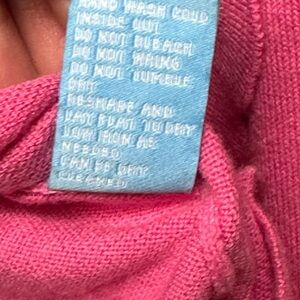 HAND WASH COLD
INSIDE OUT
DO NOT BLEACH
DO NOT WRING
DO NOT TUMBLE
DRY
RESHAPE AND
LAY FLAT TO DRY
LOW IRON AS
NEEDED
CAN BE DRY
CLEANED